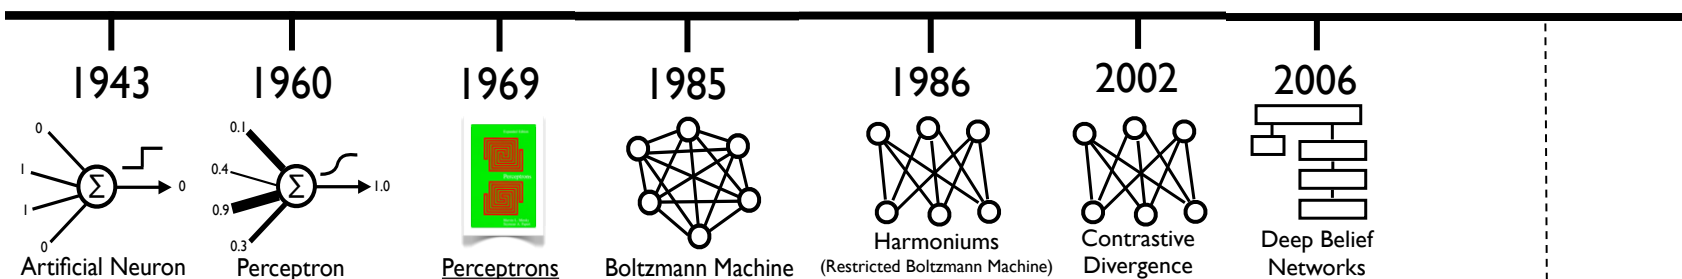 1943
1960
1969
1985
1986
2002
2006
0
1
1
0
Σ
0
Artificial Neuron
0.1
0.4
0.9
0.3
Σ
1.0
Perceptron
Perceptrons
Perceptrons
Boltzmann Machine
Harmoniums
(Restricted Boltzmann Machine)
Contrastive
Divergence
Deep Belief
Networks